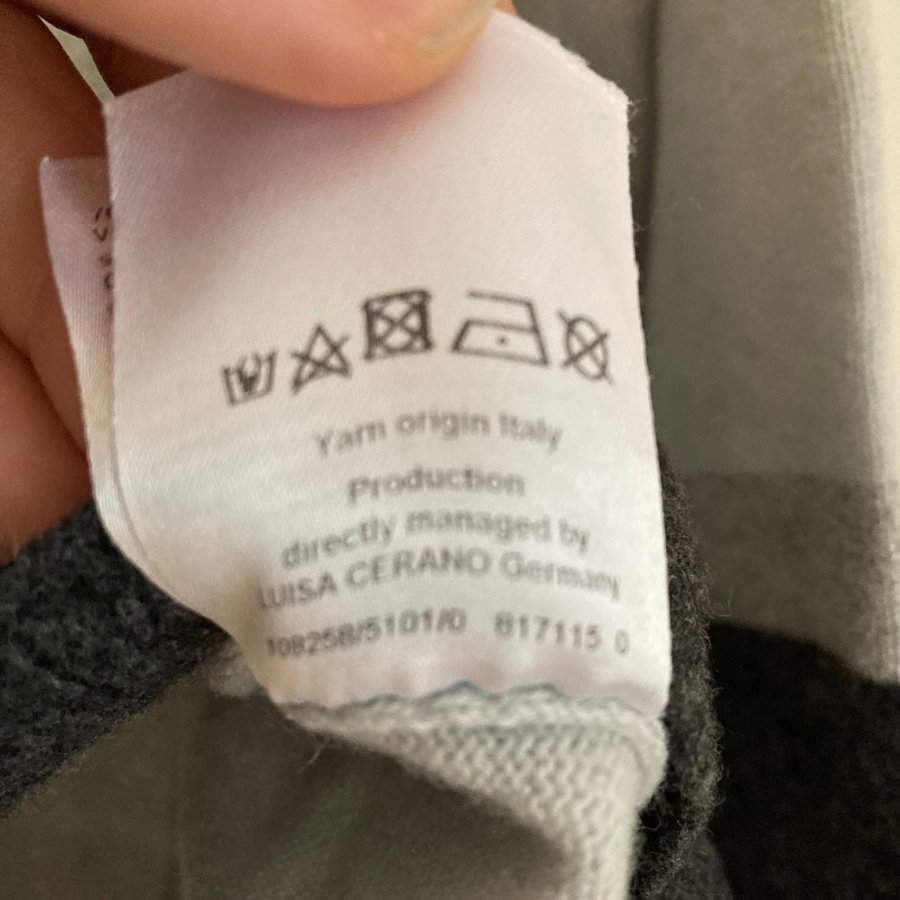 Yarn origin Italy
Production
directly managed by
LUISA CERANO Germany
108258/5101/0 817115 0